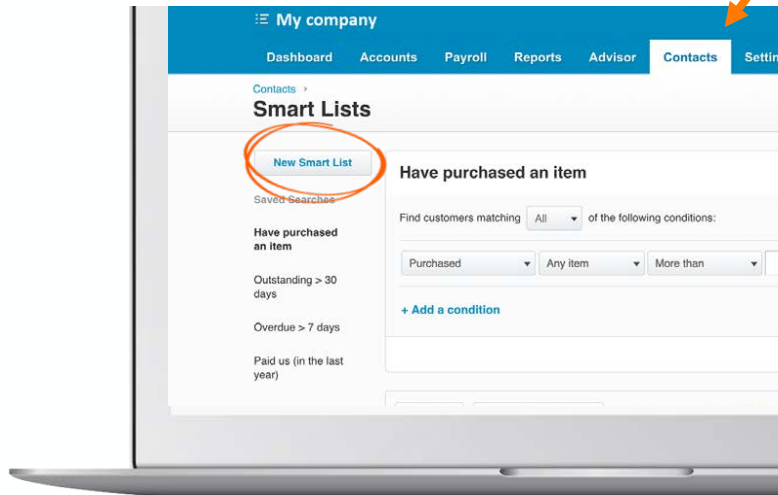 My company
Dashboard Accounts Payroll Reports Advisor Contacts Settin
Contacts ›
Smart Lists
New Smart List
Have purchased an item
Saved Searches
Find customers matching All of the following conditions:
Have purchased
an item
Purchased Any item More than
Outstanding > 30
days
+ Add a condition
Overdue > 7 days
Paid us (in the last
year)